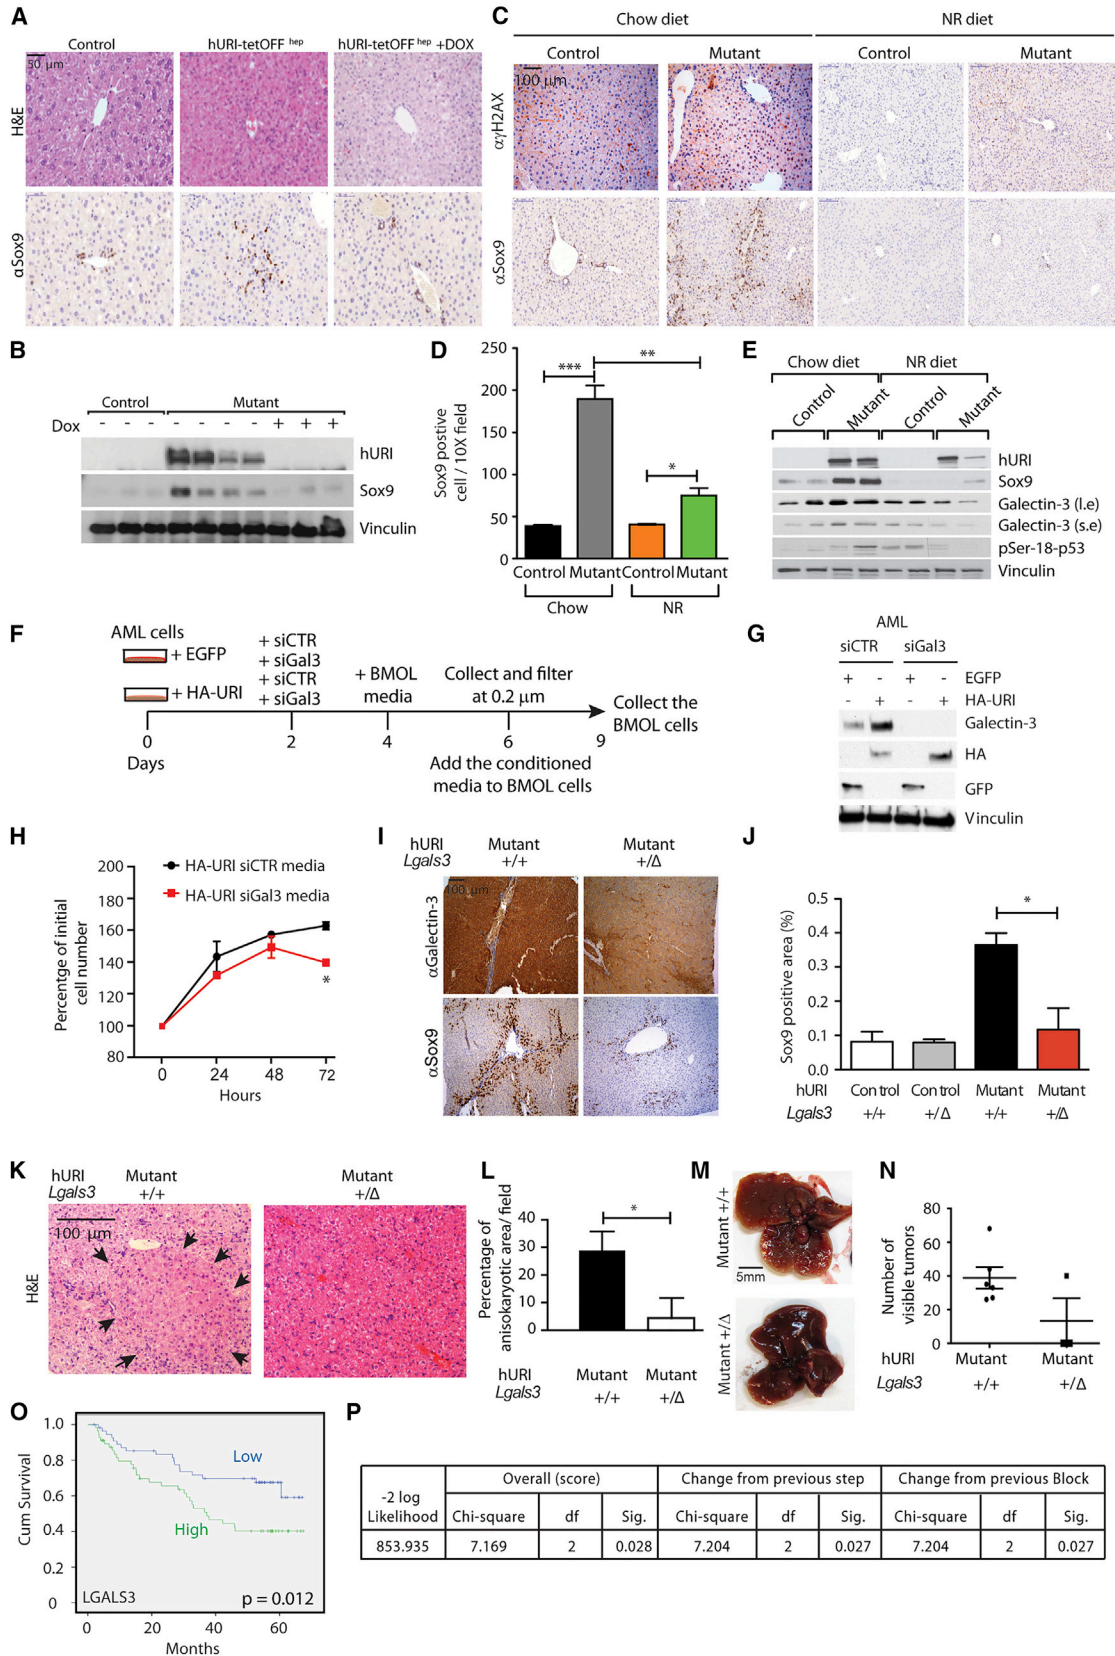 A
Control
hURI-tetOFF hep
hURI-tetOFF hep +DOX
50 μm
H&E
αSox9
B
Control
Mutant
Dox - - - - - - - + + +
hURI
Sox9
Vinculin
C
Chow diet
NR diet
Control
Mutant
Control
Mutant
100 μm
αγH2AX
αSox9
D
Sox9 postive
cell / 10X field
250
200
150
100
50
0
***
**
*
Control Mutant Control Mutant
Chow
NR
E
Chow diet
NR diet
Control
Mutant
Control
Mutant
hURI
Sox9
Galectin-3 (l.e)
Galectin-3 (s.e)
pSer-18-p53
Vinculin
F
AML cells
+ EGFP
+ HA-URI
+ siCTR
+ siGal3
+ siCTR
+ siGal3
+ BMOL
media
Collect and filter
at 0.2 μm
Collect the
BMOL cells
0
2
4
6
9
Days
Add the conditioned
media to BMOL cells
G
AML
siCTR
siGal3
EGFP + - + -
HA-URI - + - +
Galectin-3
HA
GFP
Vinculin
H
HA-URI siCTR media
HA-URI siGal3 media
Percentge of initial
cell number
200
180
160
140
120
100
80
*
0 24 48 72
Hours
I
hURI Mutant Mutant
Lgals3 +/+ +/Δ
100 μm
αGalectin-3
αSox9
J
Sox9 positive area (%)
0.5
0.4
0.3
0.2
0.1
0.0
*
hURI Control Control Mutant Mutant
Lgals3 +/+ +/Δ +/+ +/Δ
K
hURI Mutant Mutant
Lgals3 +/+ +/Δ
100 μm
H&E
L
Percentage of
anisokaryotic area/ field
40
30
20
10
0
*
hURI Mutant Mutant
Lgals3 +/+ +/Δ
M
Mutant +/+
5mm
Mutant +/Δ
N
Number of
visible tumors
80
60
40
20
0
hURI Mutant Mutant
Lgals3 +/+ +/Δ
O
Cum Survival
1.0
0.8
0.6
0.4
0.2
0
Low
High
LGALS3
p = 0.012
0 20 40 60
Months
P
Overall (score) Change from previous step Change from previous Block
-2 log
Likelihood Chi-square df Sig. Chi-square df Sig. Chi-square df Sig.
853.935 7.169 2 0.028 7.204 2 0.027 7.204 2 0.027